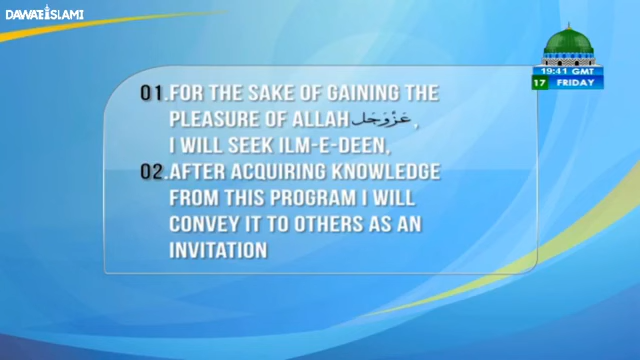 DAWATEISLAMI
19:41 GMT
17 FRIDAY
01.FOR THE SAKE OF GAINING THE
PLEASURE OF ALLAH عَزَّوَجَل,
I WILL SEEK ILM-E-DEEN,
02.AFTER ACQUIRING KNOWLEDGE
FROM THIS PROGRAM I WILL
CONVEY IT TO OTHERS AS AN
INVITATION